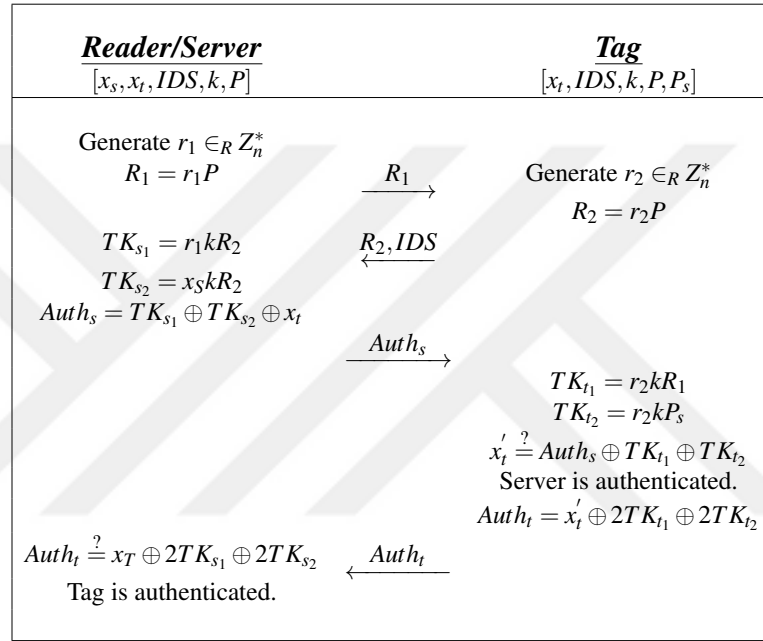 Reader/Server Tag
[x_s, x_t, IDS, k, P] [x_t, IDS, k, P, P_s]
Generate r_1 ∈_R Z_n^*
R_1 = r_1P
R_1
Generate r_2 ∈_R Z_n^*
R_2 = r_2P
TK_{s_1} = r_1kR_2
R_2, IDS
TK_{s_2} = x_SkR_2
Auth_s = TK_{s_1} ⊕ TK_{s_2} ⊕ x_t
Auth_s
TK_{t_1} = r_2kR_1
TK_{t_2} = r_2kP_s
x_t^' ?= Auth_s ⊕ TK_{t_1} ⊕ TK_{t_2}
Server is authenticated.
Auth_t = x_t^' ⊕ 2TK_{t_1} ⊕ 2TK_{t_2}
Auth_t ?= x_T ⊕ 2TK_{s_1} ⊕ 2TK_{s_2}
Auth_t
Tag is authenticated.